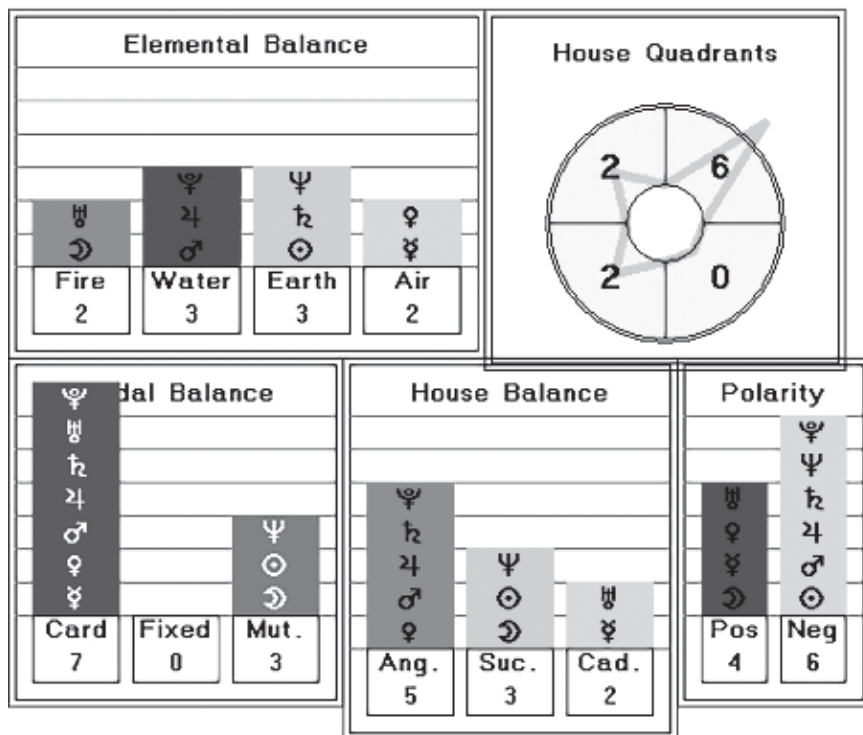 Elemental Balance
♅ ♇ ♆ ♀
☽ ♃ ♄ ☿
♂ ☉
Fire Water Earth Air
2 3 3 2
House Quadrants
2 6
2 0
dal Balance
♇
♅
♄
♃
♂ ♆
♀ ☉
☿ ☽
Card Fixed Mut.
7 0 3
House Balance
♇
♄
♃ ♆
♂ ☉ ♅
♀ ☽ ☿
Ang. Suc. Cad.
5 3 2
Polarity
♇
♆
♅ ♄
♀ ♃
☿ ♂
☽ ☉
Pos Neg
4 6